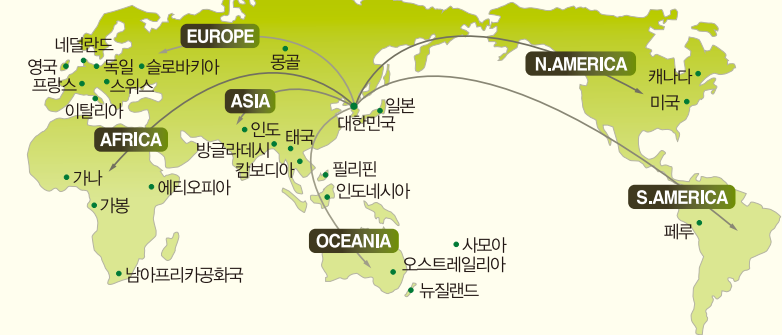 EUROPE
네덜란드
영국
독일
슬로바키아
프랑스
스위스
이탈리아
몽골
ASIA
일본
대한민국
인도
태국
방글라데시
캄보디아
필리핀
인도네시아
AFRICA
가나
에티오피아
가봉
남아프리카공화국
OCEANIA
사모아
오스트레일리아
뉴질랜드
N.AMERICA
캐나다
미국
S.AMERICA
페루